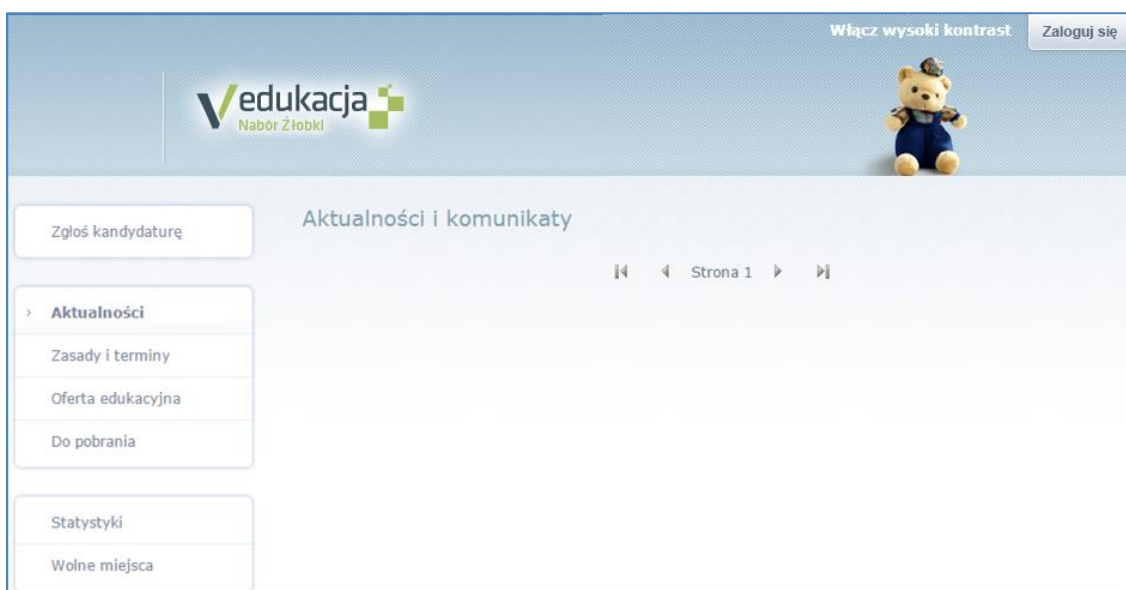 Włącz wysoki kontrast
Zaloguj się
Vedukacja
Nabór Żłobki
Zgłoś kandydaturę
Aktualności i komunikaty
Strona 1
Aktualności
Zasady i terminy
Oferta edukacyjna
Do pobrania
Statystyki
Wolne miejsca